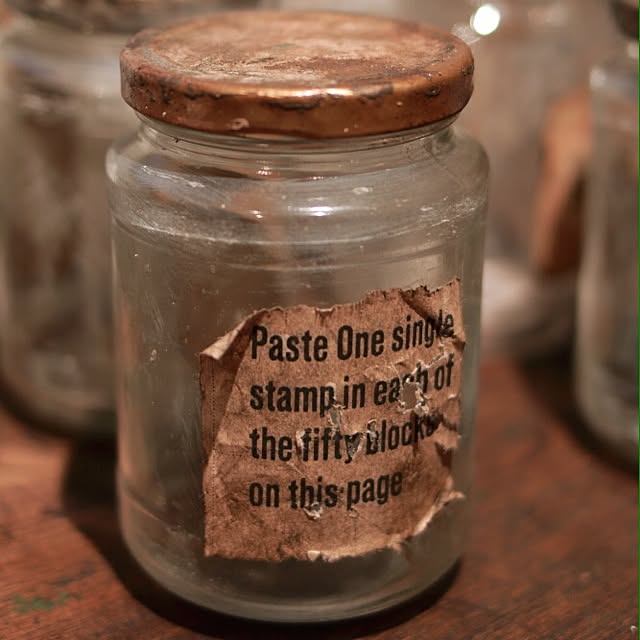 Paste One single
stamp in each of
the fifty blocks
on this page